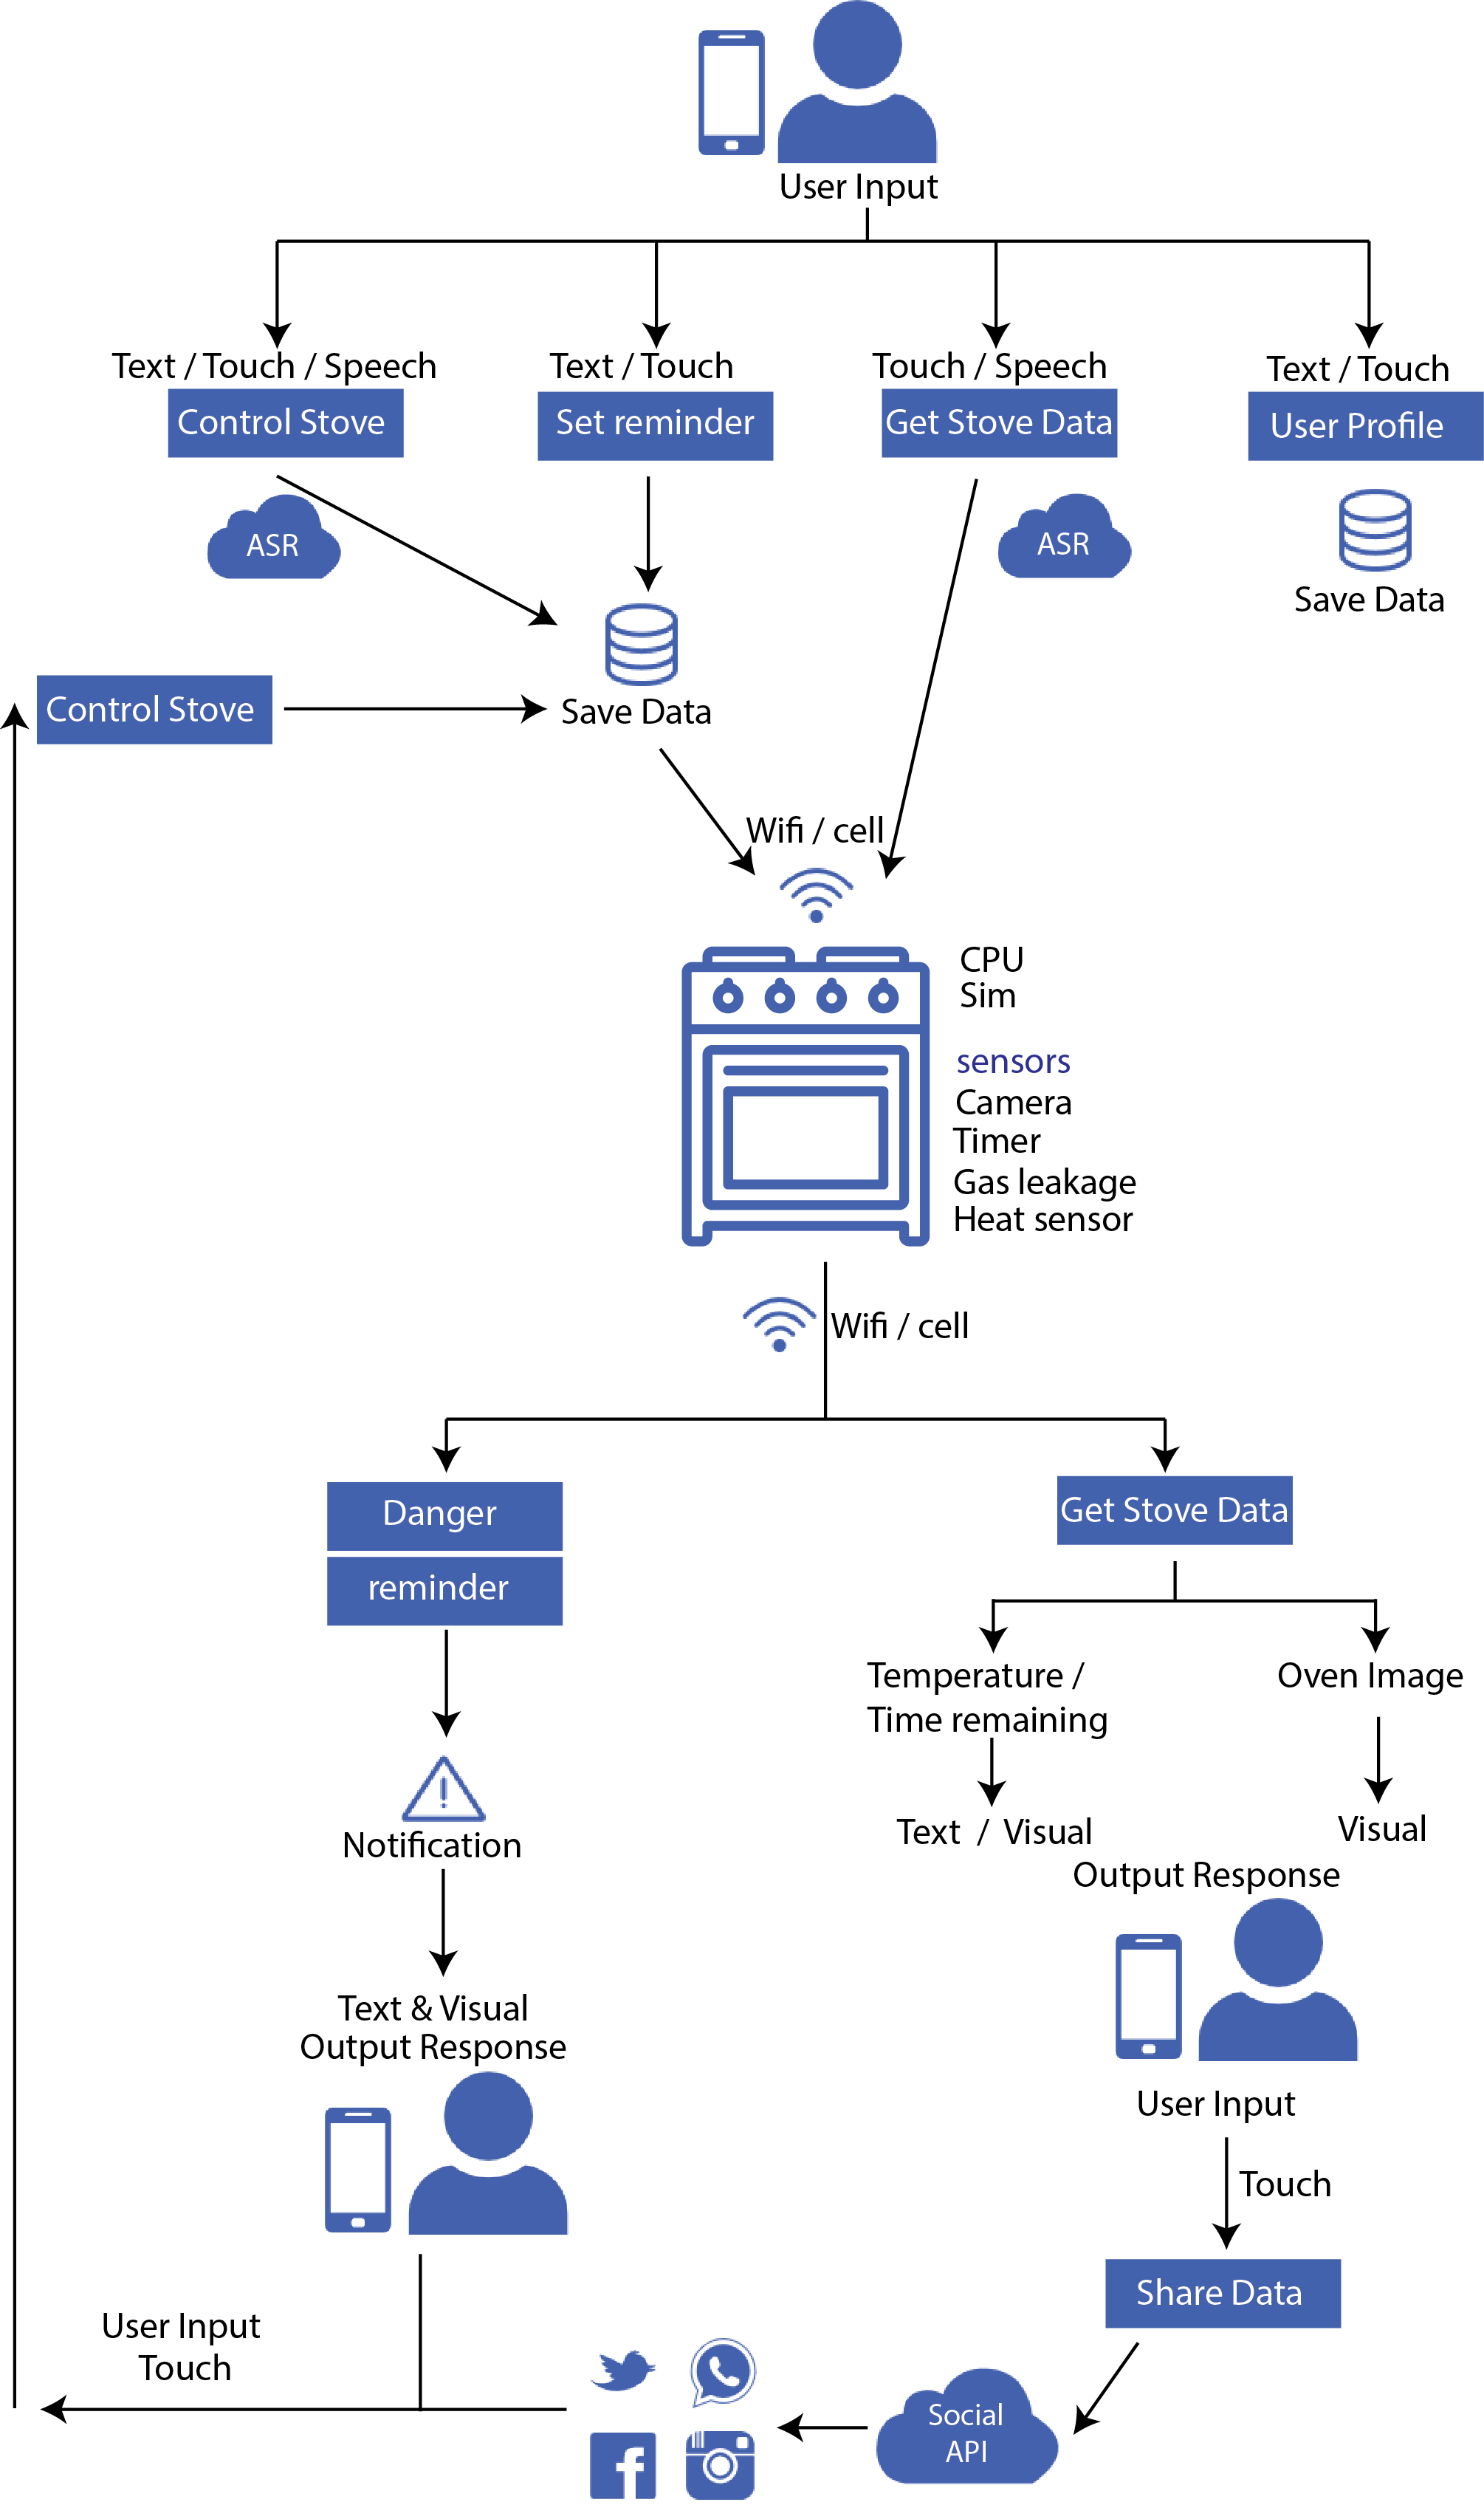 User Input
Text / Touch / Speech
Control Stove
ASR
Text / Touch
Set reminder
Touch / Speech
Get Stove Data
ASR
Text / Touch
User Profile
Save Data
Control Stove
Save Data
Wifi / cell
CPU
Sim
sensors
Camera
Timer
Gas leakage
Heat sensor
Wifi / cell
Danger
reminder
Notification
Text & Visual
Output Response
Get Stove Data
Temperature /
Time remaining
Text / Visual
Oven Image
Visual
Output Response
User Input
Touch
Share Data
Social
API
User Input
Touch